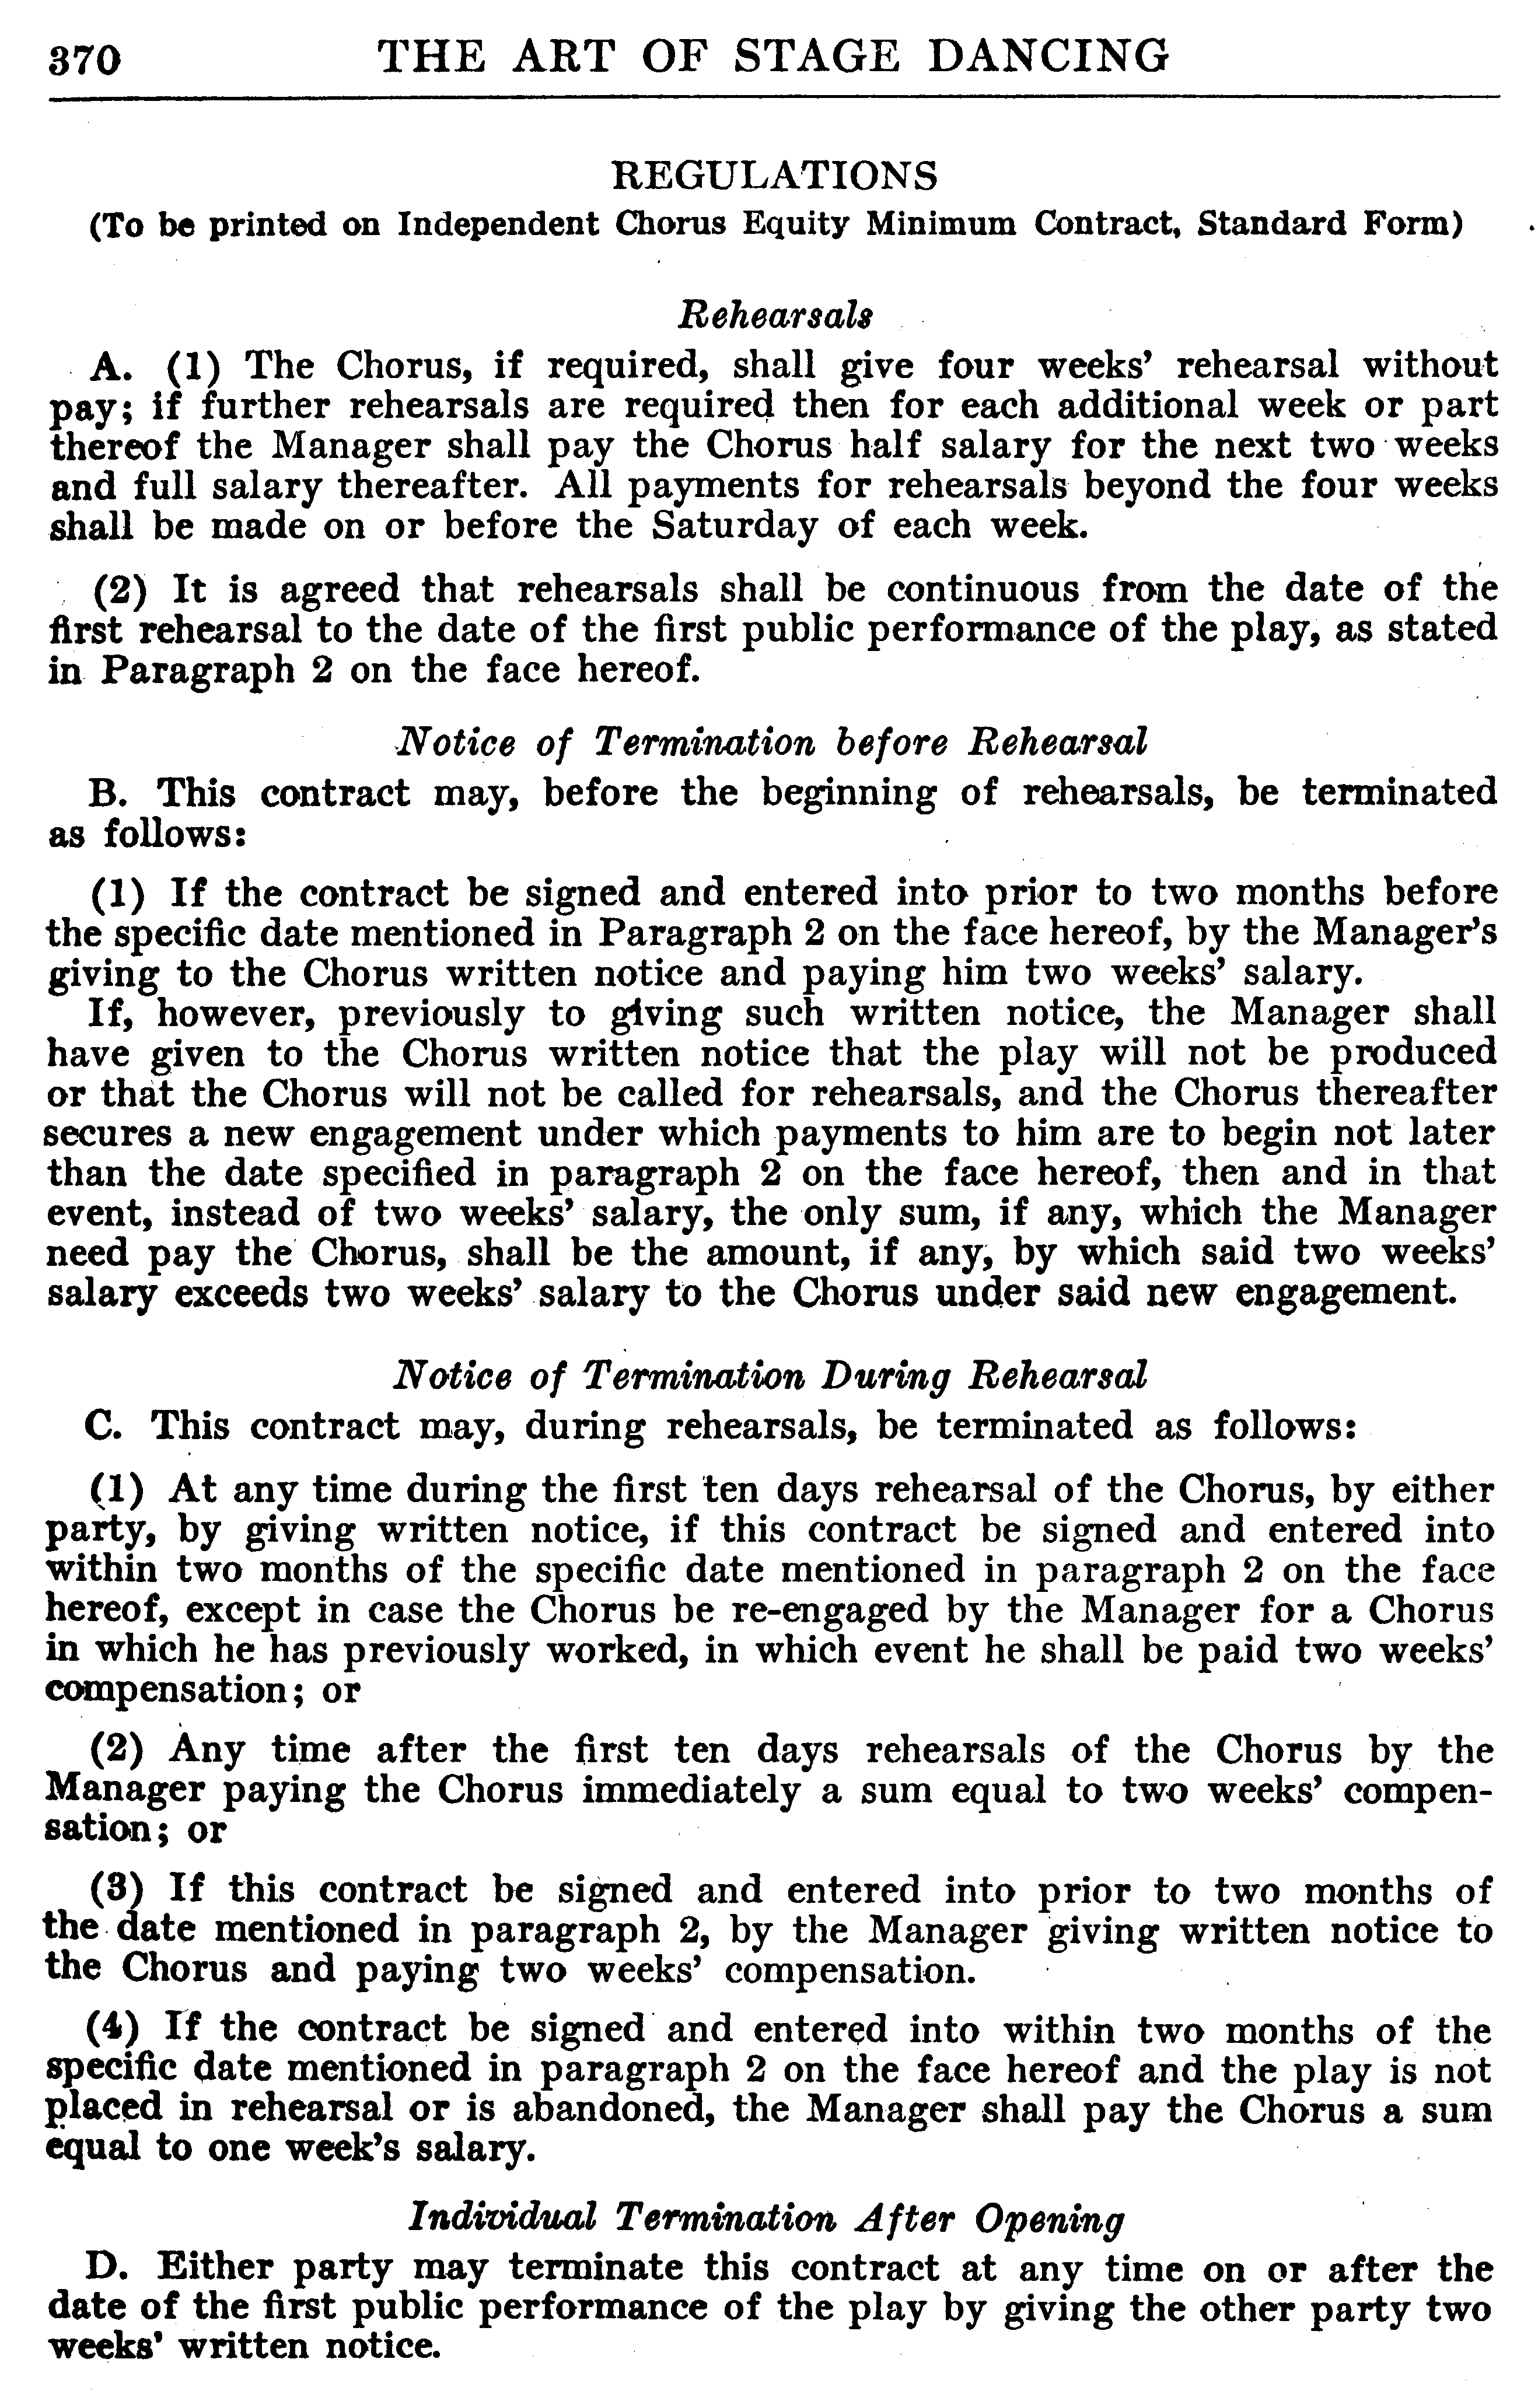 370 THE ART OF STAGE DANCING
REGULATIONS
(To be printed on Independent Chorus Equity Minimum Contract, Standard Form)
Rehearsals
A. (1) The Chorus, if required, shall give four weeks' rehearsal without
pay; if further rehearsals are required then for each additional week or part
thereof the Manager shall pay the Chorus half salary for the next two weeks
and full salary thereafter. All payments for rehearsals beyond the four weeks
shall be made on or before the Saturday of each week.
(2) It is agreed that rehearsals shall be continuous from the date of the
first rehearsal to the date of the first public performance of the play, as stated
in Paragraph 2 on the face hereof.
Notice of Termination before Rehearsal
B. This contract may, before the beginning of rehearsals, be terminated
as follows:
(1) If the contract be signed and entered into prior to two months before
the specific date mentioned in Paragraph 2 on the face hereof, by the Manager's
giving to the Chorus written notice and paying him two weeks' salary.
If, however, previously to giving such written notice, the Manager shall
have given to the Chorus written notice that the play will not be produced
or that the Chorus will not be called for rehearsals, and the Chorus thereafter
secures a new engagement under which payments to him are to begin not later
than the date specified in paragraph 2 on the face hereof, then and in that
event, instead of two weeks' salary, the only sum, if any, which the Manager
need pay the Chorus, shall be the amount, if any, by which said two weeks'
salary exceeds two weeks' salary to the Chorus under said new engagement.
Notice of Termination During Rehearsal
C. This contract may, during rehearsals, be terminated as follows:
(1) At any time during the first ten days rehearsal of the Chorus, by either
party, by giving written notice, if this contract be signed and entered into
within two months of the specific date mentioned in paragraph 2 on the face
hereof, except in case the Chorus be re-engaged by the Manager for a Chorus
in which he has previously worked, in which event he shall be paid two weeks'
compensation; or
(2) Any time after the first ten days rehearsals of the Chorus by the
Manager paying the Chorus immediately a sum equal to two weeks' compen-
sation; or
(3) If this contract be signed and entered into prior to two months of
the date mentioned in paragraph 2, by the Manager giving written notice to
the Chorus and paying two weeks' compensation.
(4) If the contract be signed and entered into within two months of the
specific date mentioned in paragraph 2 on the face hereof and the play is not
placed in rehearsal or is abandoned, the Manager shall pay the Chorus a sum
equal to one week's salary.
Individual Termination After Opening
D. Either party may terminate this contract at any time on or after the
date of the first public performance of the play by giving the other party two
weeks' written notice.